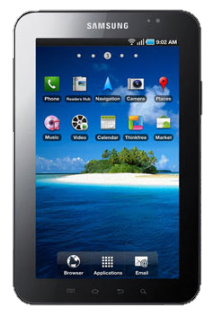 SAMSUNG
9:02 AM
Phone Readers Hub Navigation Camera Places
Music Video Calendar Thinkfree Market
Browser Applications Email